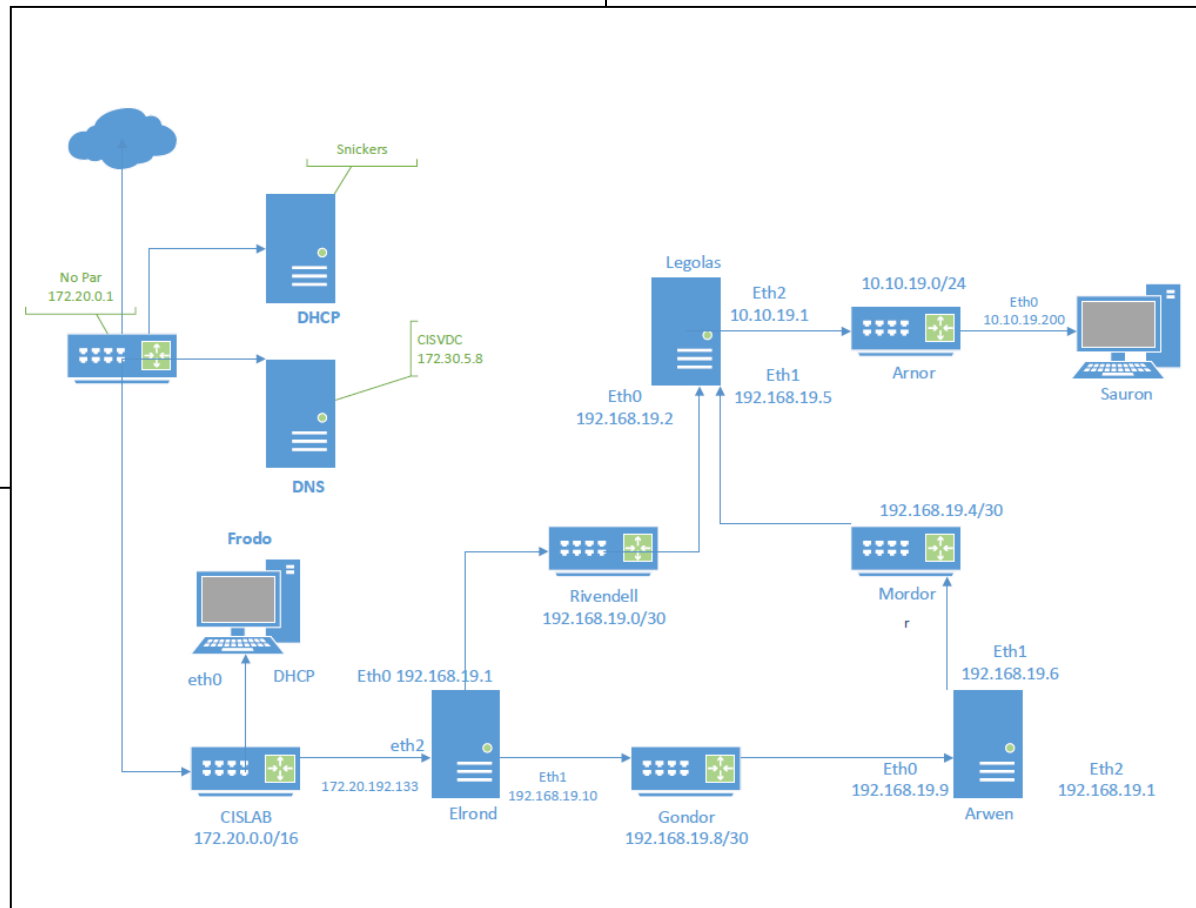 Snickers
No Par
172.20.0.1
DHCP
CISVDC
172.30.5.8
DNS
Legolas
Eth2
10.10.19.1
10.10.19.0/24
Eth0
10.10.19.200
Arnor
Sauron
Eth0
192.168.19.2
Eth1
192.168.19.5
Frodo
eth0
DHCP
Rivendell
192.168.19.0/30
192.168.19.4/30
Mordor
r
Eth1
192.168.19.6
Eth0 192.168.19.1
eth2
172.20.192.133
CISLAB
172.20.0.0/16
Elrond
Eth1
192.168.19.10
Gondor
192.168.19.8/30
Eth0
192.168.19.9
Arwen
Eth2
192.168.19.1